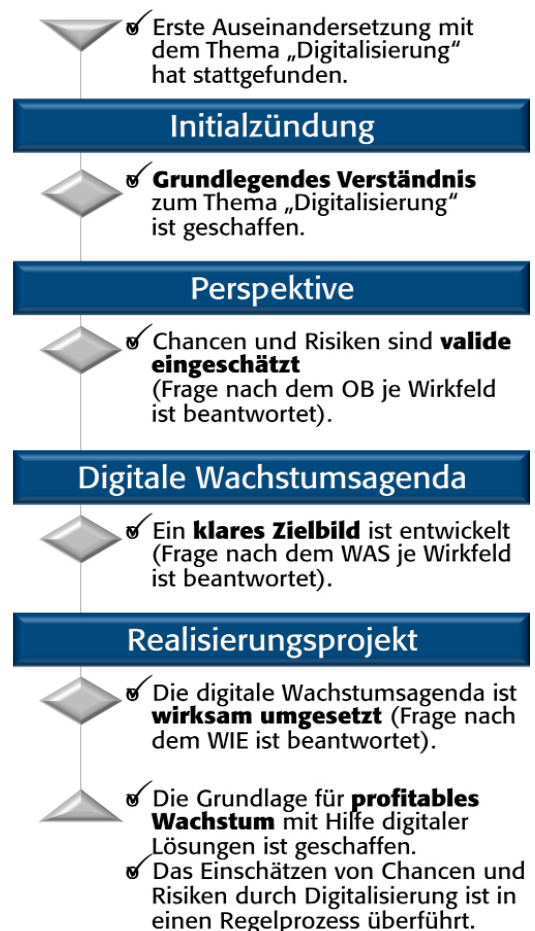 Erste Auseinandersetzung mit
dem Thema „Digitalisierung“
hat stattgefunden.
Initialzündung
Grundlegendes Verständnis
zum Thema „Digitalisierung“
ist geschaffen.
Perspektive
Chancen und Risiken sind valide
eingeschätzt
(Frage nach dem OB je Wirkfeld
ist beantwortet).
Digitale Wachstumsagenda
Ein klares Zielbild ist entwickelt
(Frage nach dem WAS je Wirkfeld
ist beantwortet).
Realisierungsprojekt
Die digitale Wachstumsagenda ist
wirksam umgesetzt (Frage nach
dem WIE ist beantwortet).
Die Grundlage für profitables
Wachstum mit Hilfe digitaler
Lösungen ist geschaffen.
Das Einschätzen von Chancen und
Risiken durch Digitalisierung ist in
einen Regelprozess überführt.